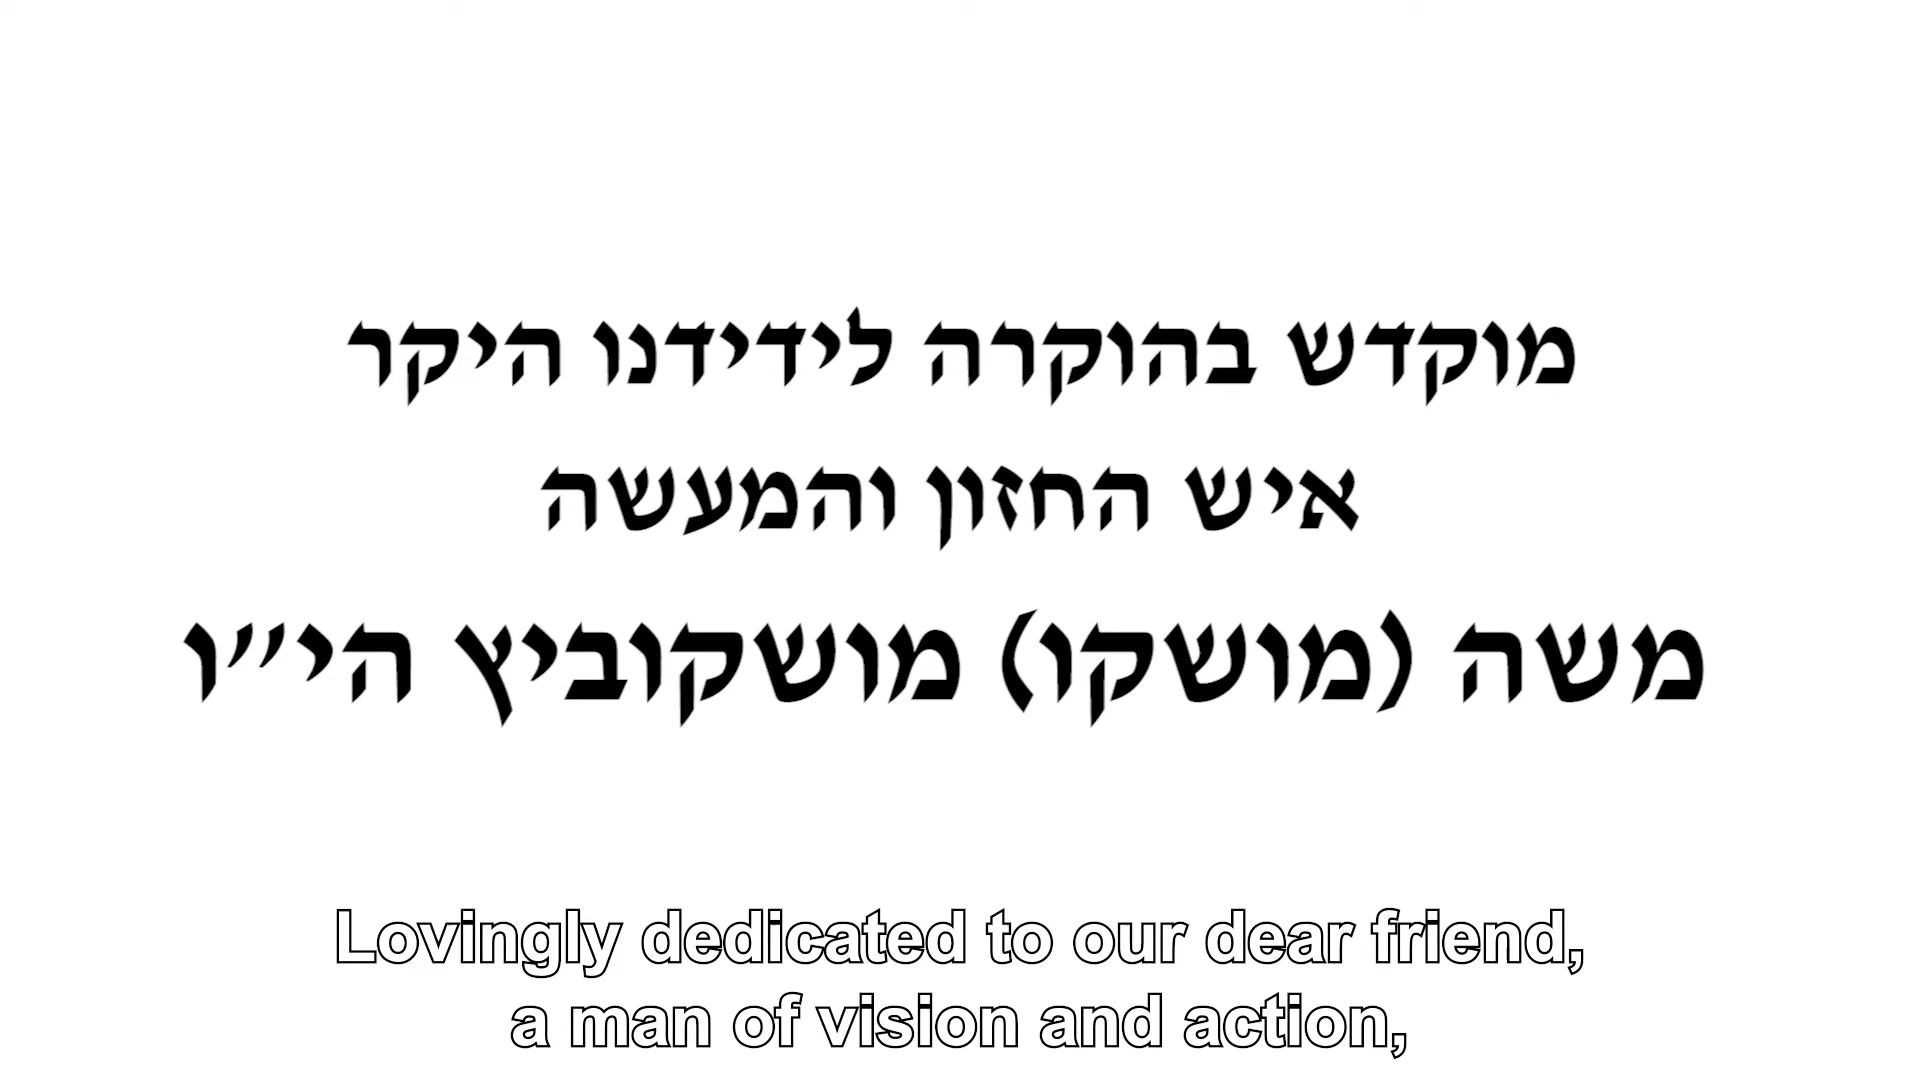 מוקדש בהוקרה לידידנו היקר
איש החזון והמעשה
משה (מושקו) מושקוביץ הי״ו
Lovingly dedicated to our dear friend,
a man of vision and action,